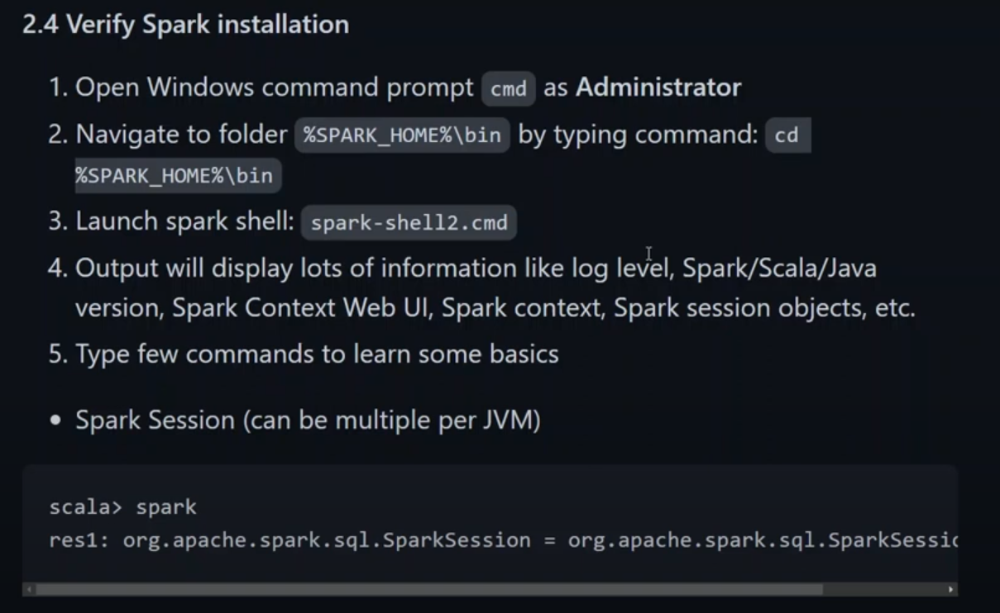 2.4 Verify Spark installation
1. Open Windows command prompt cmd as Administrator
2. Navigate to folder %SPARK_HOME%\bin by typing command: cd
%SPARK_HOME%\bin
3. Launch spark shell: spark-shell2.cmd
4. Output will display lots of information like log level, Spark/Scala/Java
version, Spark Context Web UI, Spark context, Spark session objects, etc.
5. Type few commands to learn some basics
• Spark Session (can be multiple per JVM)
scala> spark
res1: org.apache.spark.sql.SparkSession = org.apache.spark.sql.SparkSessic